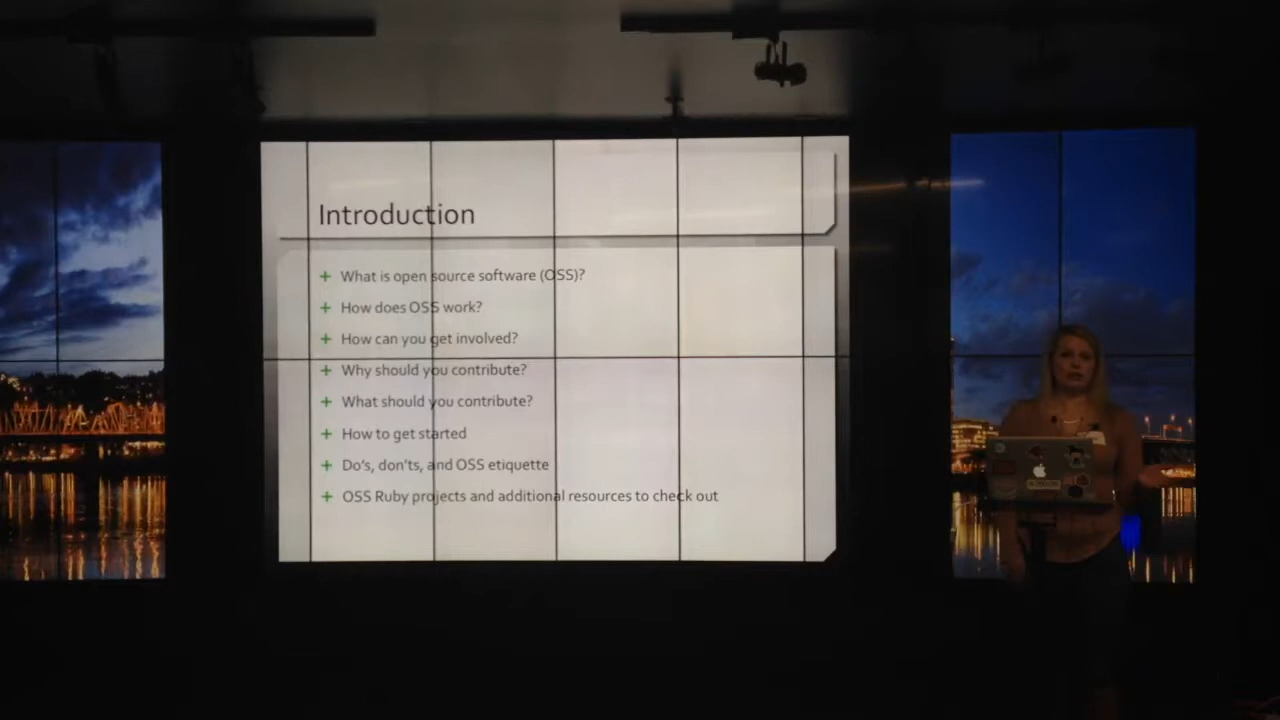 Introduction
+ What is open source software (OSS)?
+ How does OSS work?
+ How can you get involved?
+ Why should you contribute?
+ What should you contribute?
+ How to get started
+ Do's, don'ts, and OSS etiquette
+ OSS Ruby projects and additional resources to check out